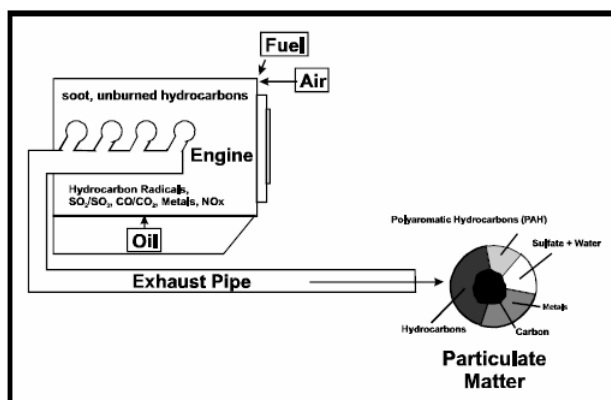 Fuel
Air
soot, unburned hydrocarbons
Engine
Hydrocarbon Radicals,
SO₂/SO₃, CO/CO₂, Metals, NOx
Oil
Exhaust Pipe
Polyaromatic Hydrocarbons (PAH)
Sulfate + Water
Metals
Hydrocarbons
Carbon
Particulate
Matter